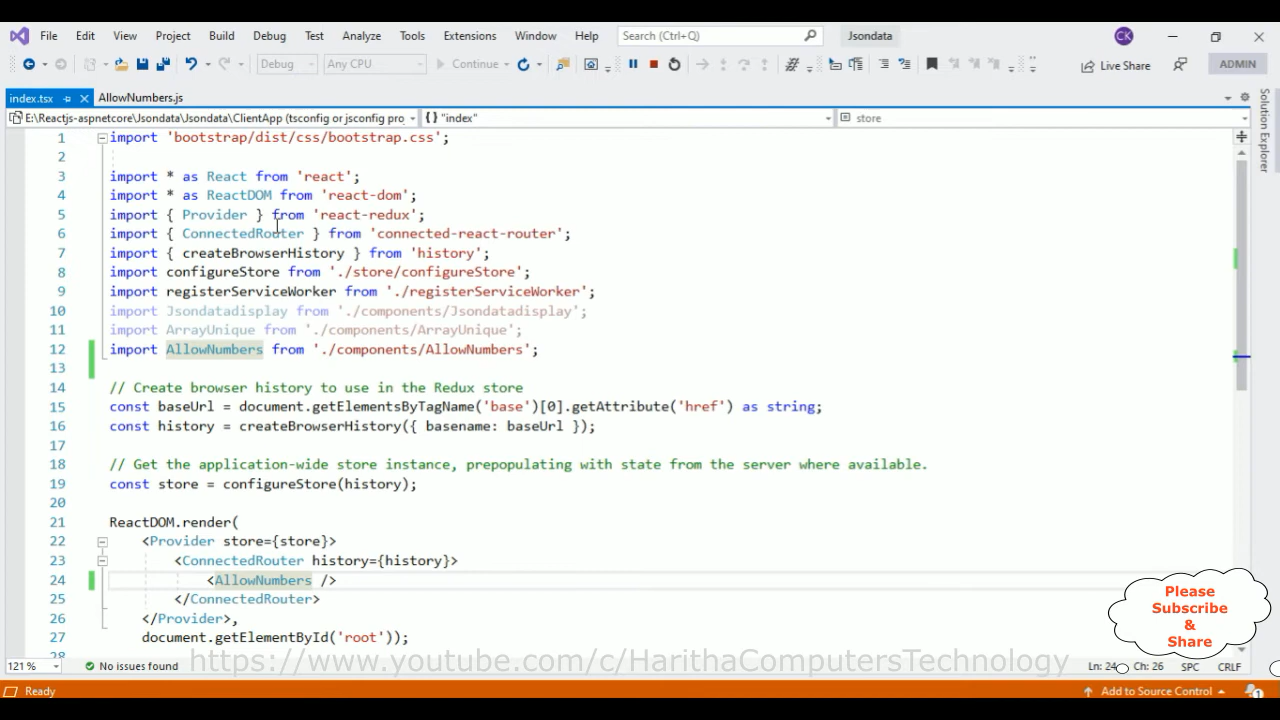 File Edit View Project Build Debug Test Analyze Tools Extensions Window Help Search (Ctrl+Q) Jsondata CK
Debug Any CPU Continue Live Share ADMIN
index.tsx AllowNumbers.js
E:\Reactjs-aspnetcore\Jsondata\Jsondata\ClientApp (tsconfig or jsconfig pro {} "index" store
Solution Explorer
1 import 'bootstrap/dist/css/bootstrap.css';
2
3 import * as React from 'react';
4 import * as ReactDOM from 'react-dom';
5 import { Provider } from 'react-redux';
6 import { ConnectedRouter } from 'connected-react-router';
7 import { createBrowserHistory } from 'history';
8 import configureStore from './store/configureStore';
9 import registerServiceWorker from './registerServiceWorker';
10 import Jsondatadisplay from './components/Jsondatadisplay';
11 import ArrayUnique from './components/ArrayUnique';
12 import AllowNumbers from './components/AllowNumbers';
13
14 // Create browser history to use in the Redux store
15 const baseUrl = document.getElementsByTagName('base')[0].getAttribute('href') as string;
16 const history = createBrowserHistory({ basename: baseUrl });
17
18 // Get the application-wide store instance, prepopulating with state from the server where available.
19 const store = configureStore(history);
20
21 ReactDOM.render(
22 <Provider store={store}>
23 <ConnectedRouter history={history}>
24 <AllowNumbers />
25 </ConnectedRouter>
26 </Provider>,
27 document.getElementById('root'));
28
Please
Subscribe
&
Share
121 % No issues found https://www.youtube.com/c/HarithaComputersTechnology Ln: 24 Ch: 26 SPC CRLF
Ready Add to Source Control 1